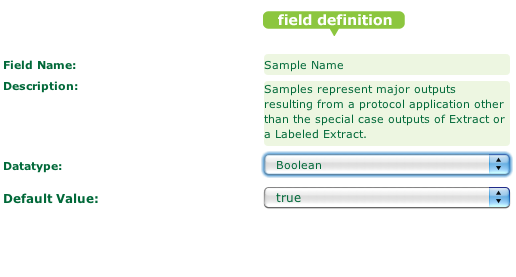 field definition
Field Name:
Sample Name
Description:
Samples represent major outputs
resulting from a protocol application other
than the special case outputs of Extract or
a Labeled Extract.
Datatype:
Boolean
Default Value:
true